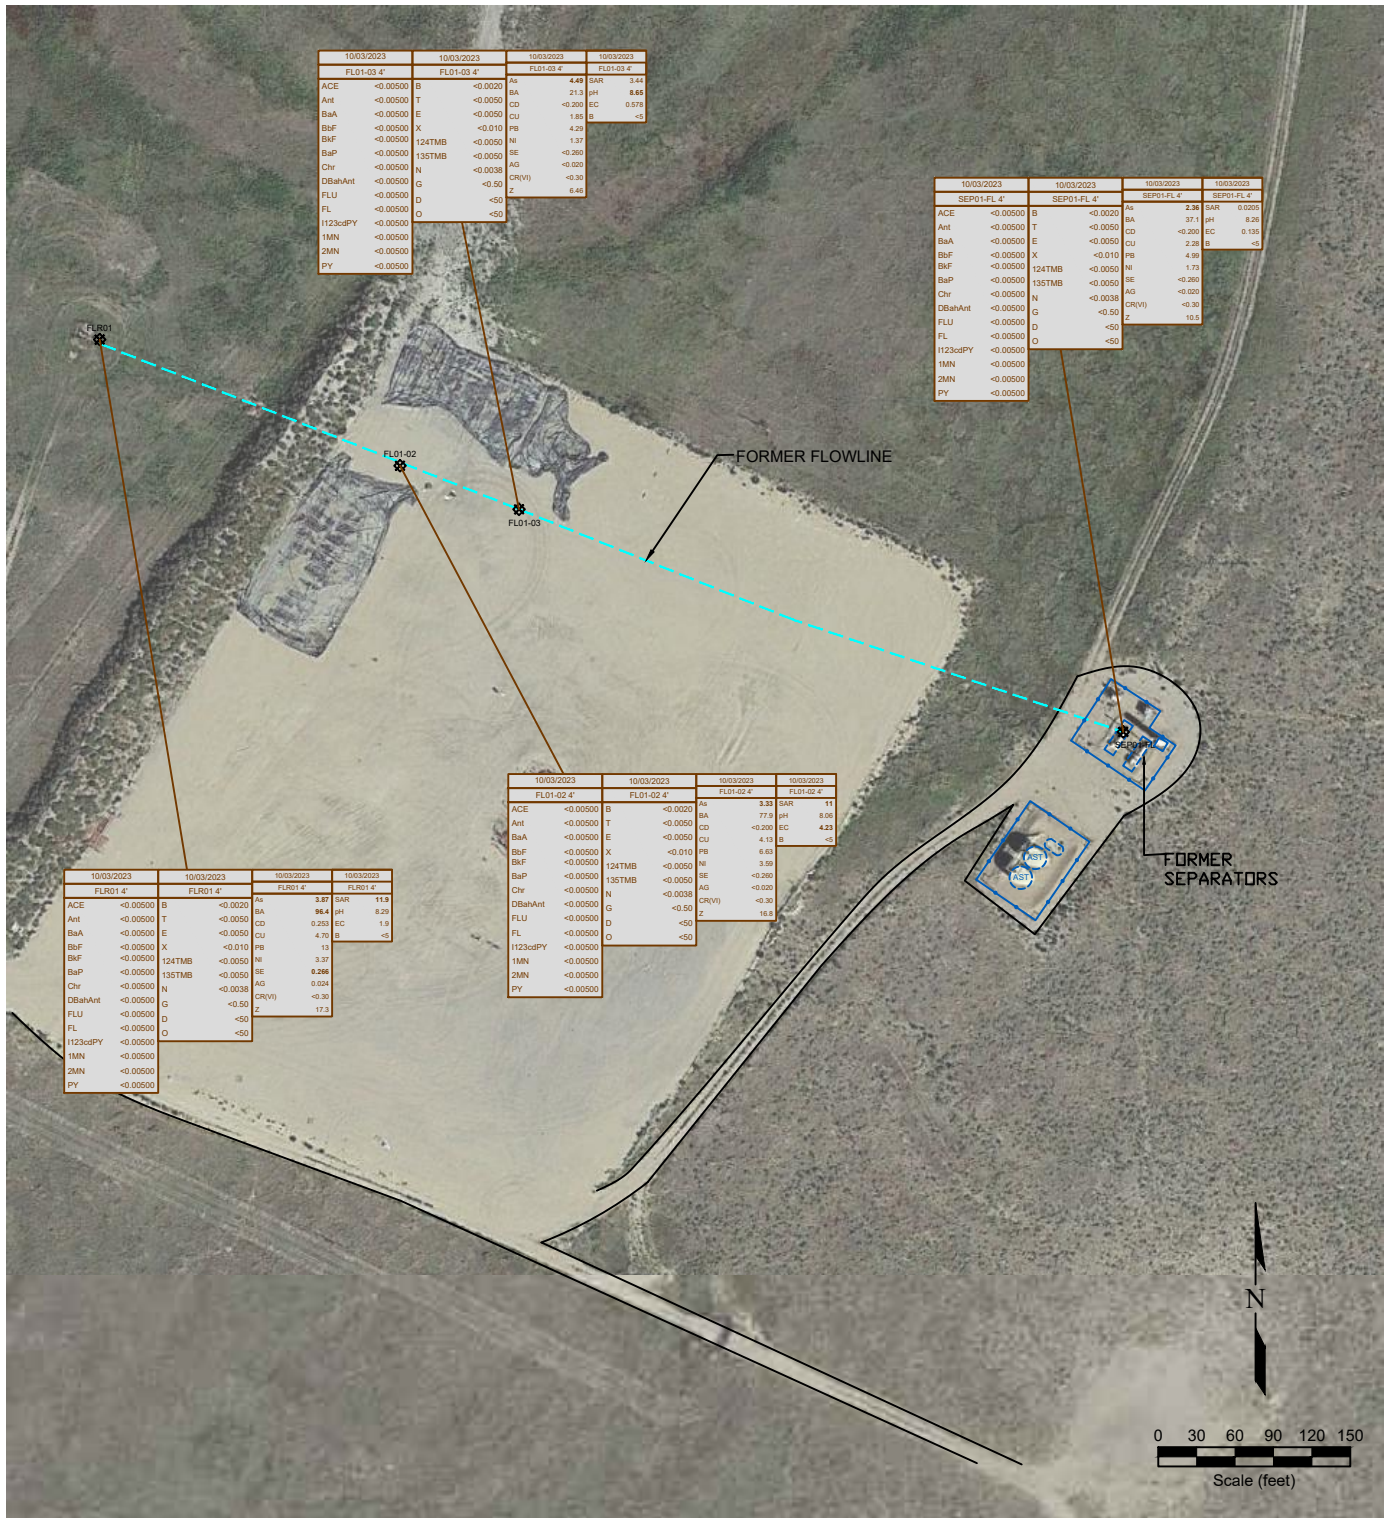 10/03/2023 10/03/2023 10/03/2023 10/03/2023
FL01-03 4' FL01-03 4' FL01-03 4' FL01-03 4'
ACE <0.00500
Ant <0.00500
BaA <0.00500
BbF <0.00500
BkF <0.00500
BaP <0.00500
Chr <0.00500
DBahAnt <0.00500
FLU <0.00500
FL <0.00500
I123cdPY <0.00500
1MN <0.00500
2MN <0.00500
PY <0.00500
B <0.0020
T <0.0050
E <0.0050
X <0.010
124TMB <0.0050
135TMB <0.0050
N <0.0038
G <0.50
D <50
O <50
As 4.49
BA 21.3
CD <0.200
CU 1.85
PB 4.29
NI 1.37
SE <0.260
AG <0.020
CR(VI) <0.30
Z 6.46
SAR 3.44
pH 8.65
EC 0.578
B <5
10/03/2023 10/03/2023 10/03/2023 10/03/2023
SEP01-FL 4' SEP01-FL 4' SEP01-FL 4' SEP01-FL 4'
ACE <0.00500
Ant <0.00500
BaA <0.00500
BbF <0.00500
BkF <0.00500
BaP <0.00500
Chr <0.00500
DBahAnt <0.00500
FLU <0.00500
FL <0.00500
I123cdPY <0.00500
1MN <0.00500
2MN <0.00500
PY <0.00500
B <0.0020
T <0.0050
E <0.0050
X <0.010
124TMB <0.0050
135TMB <0.0050
N <0.0038
G <0.50
D <50
O <50
As 2.36
BA 37.1
CD <0.200
CU 2.28
PB 4.99
NI 1.73
SE <0.260
AG <0.020
CR(VI) <0.30
Z 10.5
SAR 0.0205
pH 8.26
EC 0.135
B <5
FLR01
FL01-02
FORMER FLOWLINE
FL01-03
SEP01-FL
AST
AST
FORMER
SEPARATORS
10/03/2023 10/03/2023 10/03/2023 10/03/2023
FL01-02 4' FL01-02 4' FL01-02 4' FL01-02 4'
ACE <0.00500
Ant <0.00500
BaA <0.00500
BbF <0.00500
BkF <0.00500
BaP <0.00500
Chr <0.00500
DBahAnt <0.00500
FLU <0.00500
FL <0.00500
I123cdPY <0.00500
1MN <0.00500
2MN <0.00500
PY <0.00500
B <0.0020
T <0.0050
E <0.0050
X <0.010
124TMB <0.0050
135TMB <0.0050
N <0.0038
G <0.50
D <50
O <50
As 3.33
BA 77.9
CD <0.200
CU 4.13
PB 6.63
NI 3.59
SE <0.260
AG <0.020
CR(VI) <0.30
Z 16.8
SAR 11
pH 8.06
EC 4.23
B <5
10/03/2023 10/03/2023 10/03/2023 10/03/2023
FLR01 4' FLR01 4' FLR01 4' FLR01 4'
ACE <0.00500
Ant <0.00500
BaA <0.00500
BbF <0.00500
BkF <0.00500
BaP <0.00500
Chr <0.00500
DBahAnt <0.00500
FLU <0.00500
FL <0.00500
I123cdPY <0.00500
1MN <0.00500
2MN <0.00500
PY <0.00500
B <0.0020
T <0.0050
E <0.0050
X <0.010
124TMB <0.0050
135TMB <0.0050
N <0.0038
G <0.50
D <50
O <50
As 3.87
BA 96.4
CD 0.253
CU 4.70
PB 13
NI 3.37
SE 0.266
AG 0.024
CR(VI) <0.30
Z 17.3
SAR 11.9
pH 8.29
EC 1.9
B <5
N
0 30 60 90 120 150
Scale (feet)